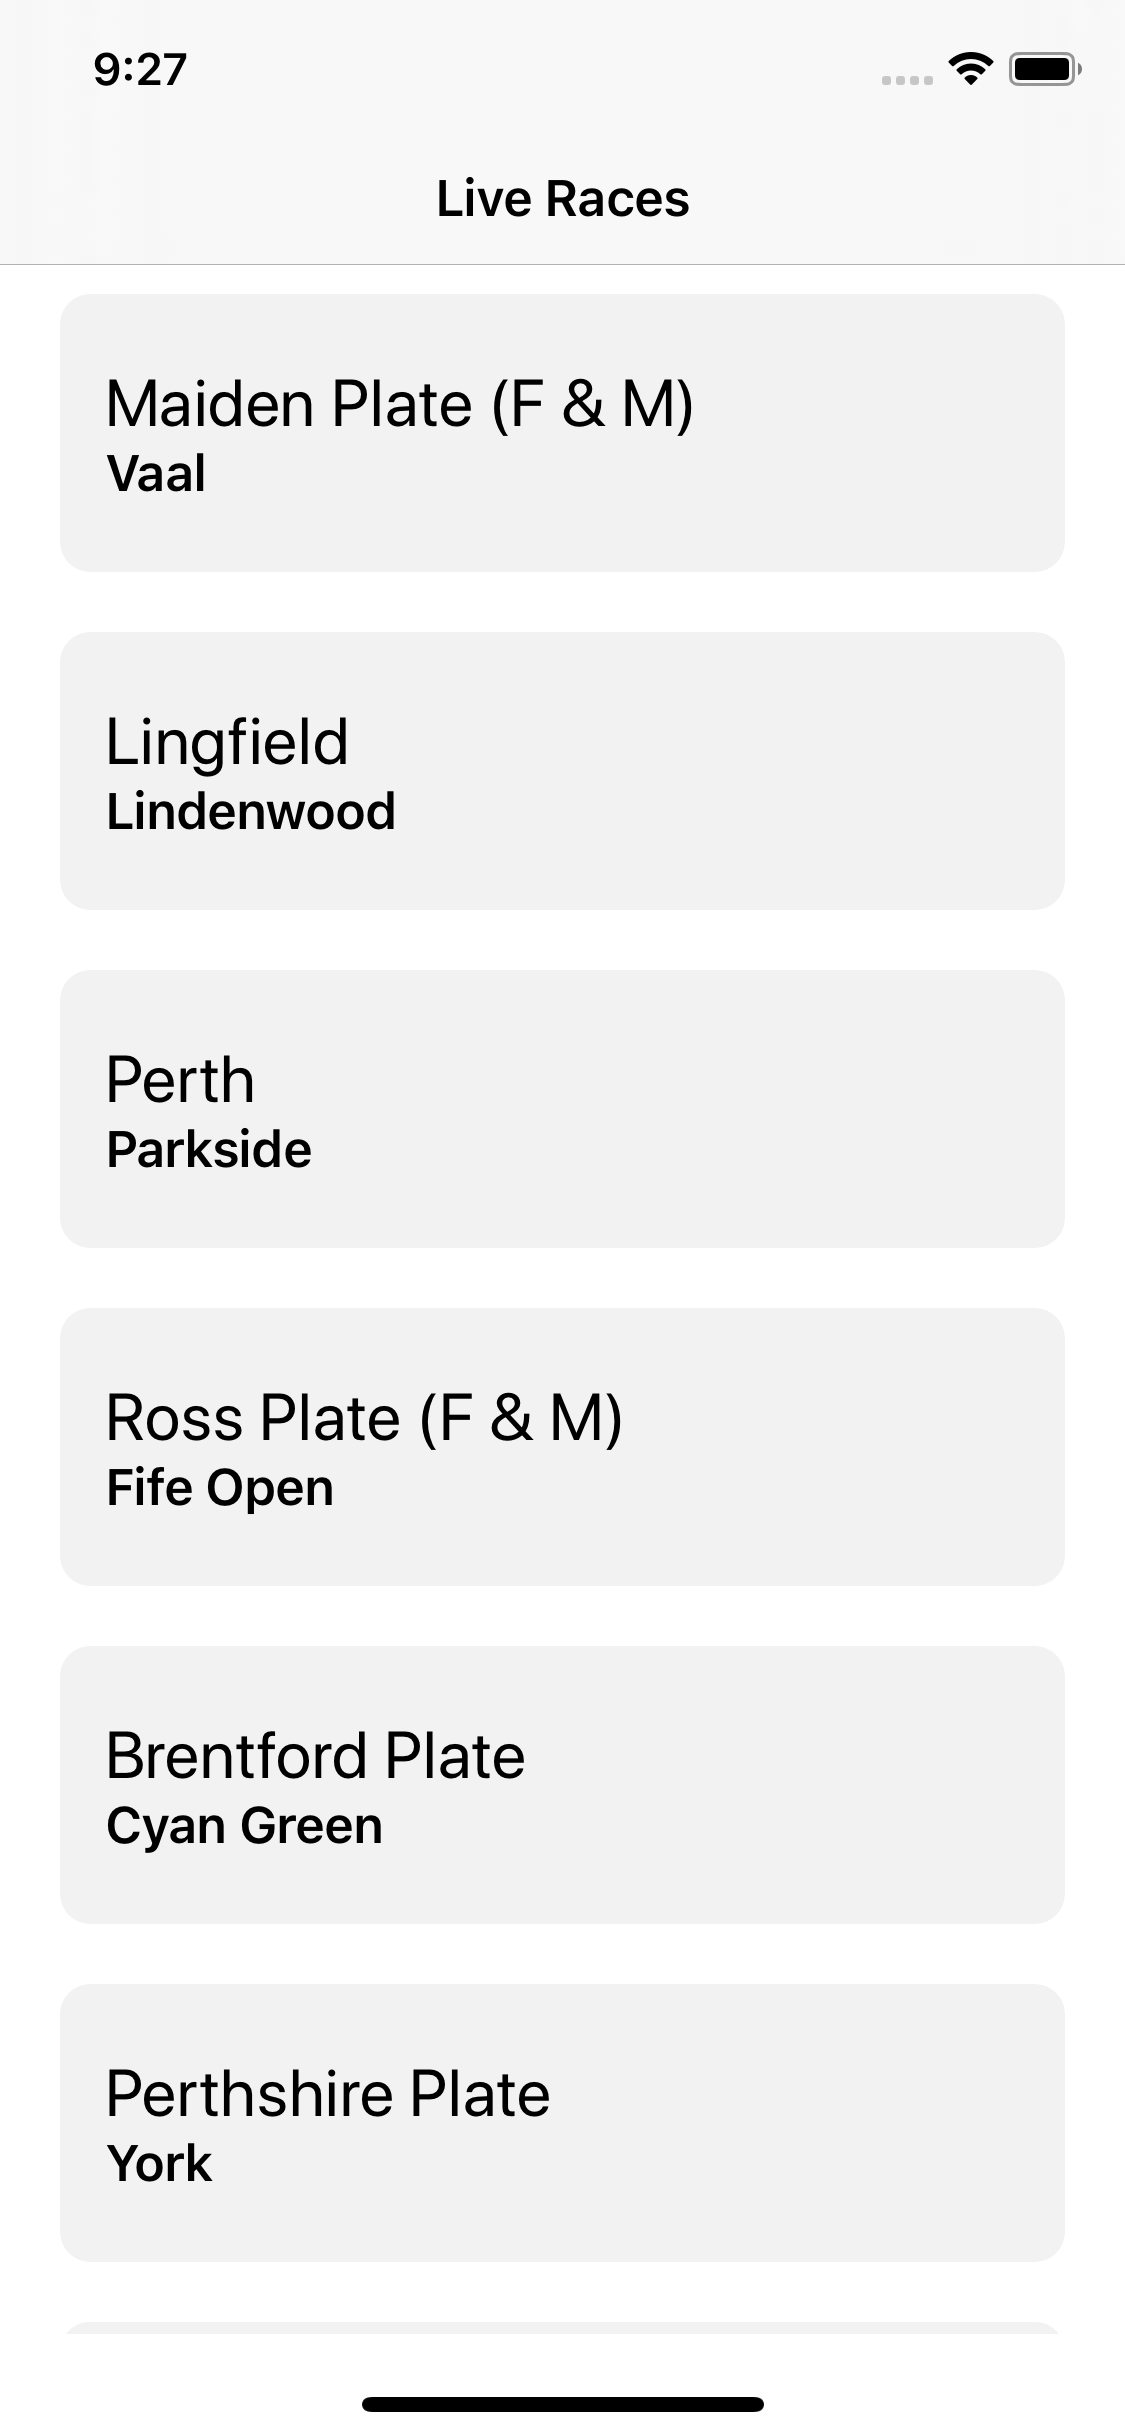 9:27
Live Races
Maiden Plate (F & M)
Vaal
Lingfield
Lindenwood
Perth
Parkside
Ross Plate (F & M)
Fife Open
Brentford Plate
Cyan Green
Perthshire Plate
York